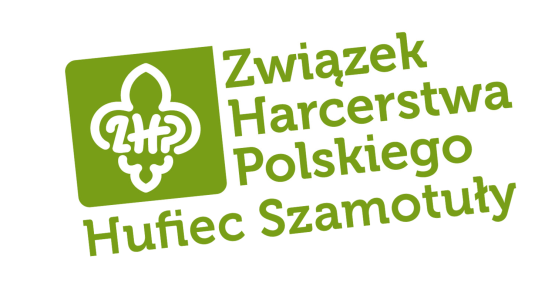 ZHP
Związek
Harcerstwa
Polskiego
Hufiec Szamotuły